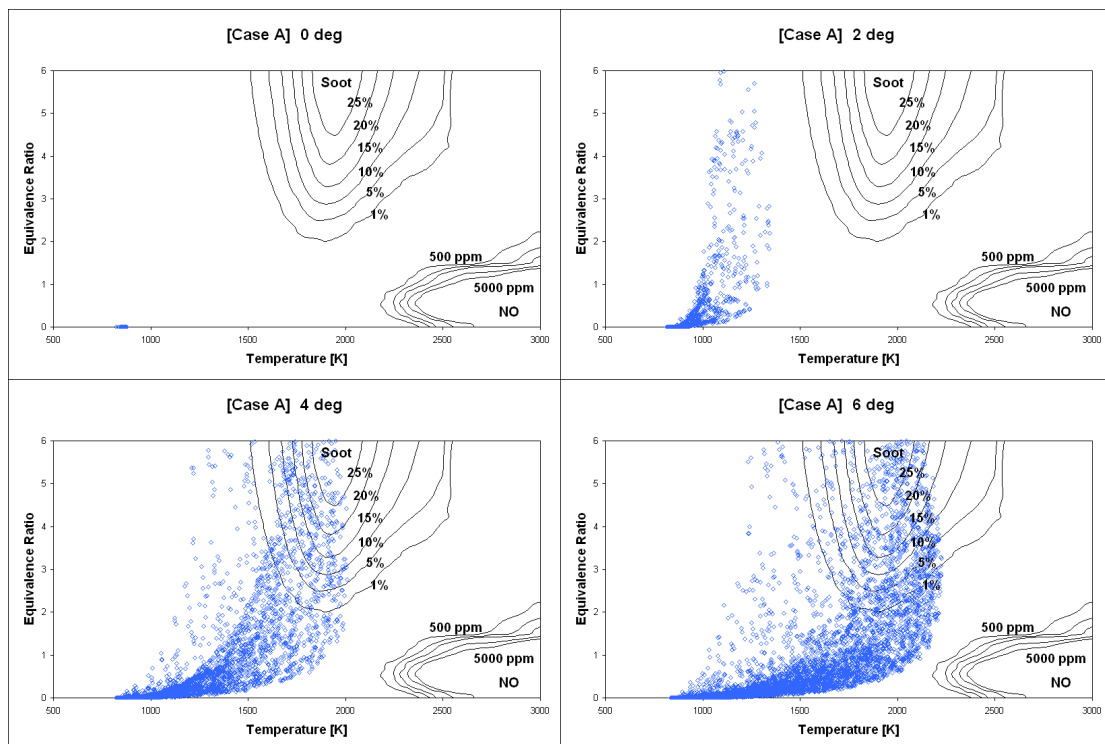 [Case A] 0 deg
6
5
4
3
2
1
0
Equivalence Ratio
Soot
25%
20%
15%
10%
5%
1%
500 ppm
5000 ppm
NO
500 1000 1500 2000 2500 3000
Temperature [K]
[Case A] 2 deg
6
5
4
3
2
1
0
Equivalence Ratio
Soot
25%
20%
15%
10%
5%
1%
500 ppm
5000 ppm
NO
500 1000 1500 2000 2500 3000
Temperature [K]
[Case A] 4 deg
6
5
4
3
2
1
0
Equivalence Ratio
Soot
25%
20%
15%
10%
5%
1%
500 ppm
5000 ppm
NO
500 1000 1500 2000 2500 3000
Temperature [K]
[Case A] 6 deg
6
5
4
3
2
1
0
Equivalence Ratio
Soot
25%
20%
15%
10%
5%
1%
500 ppm
5000 ppm
NO
500 1000 1500 2000 2500 3000
Temperature [K]